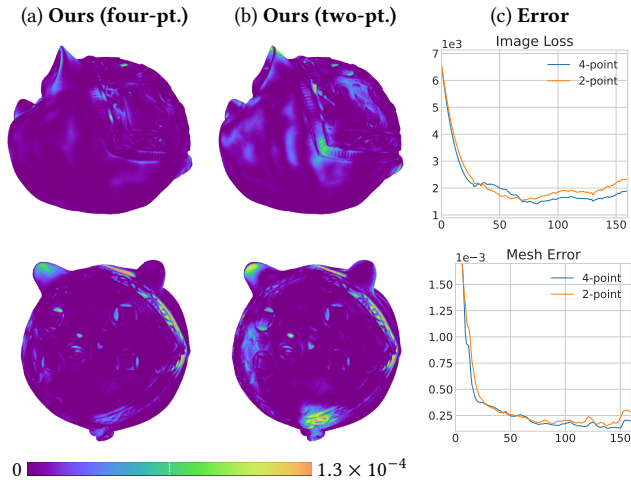 (a) Ours (four-pt.) (b) Ours (two-pt.) (c) Error
Image Loss
1e3
7
6
5
4
3
2
1
4-point
2-point
0 50 100 150
Mesh Error
1e−3
1.50
1.25
1.00
0.75
0.50
0.25
4-point
2-point
0 50 100 150
0 1.3 × 10⁻⁴